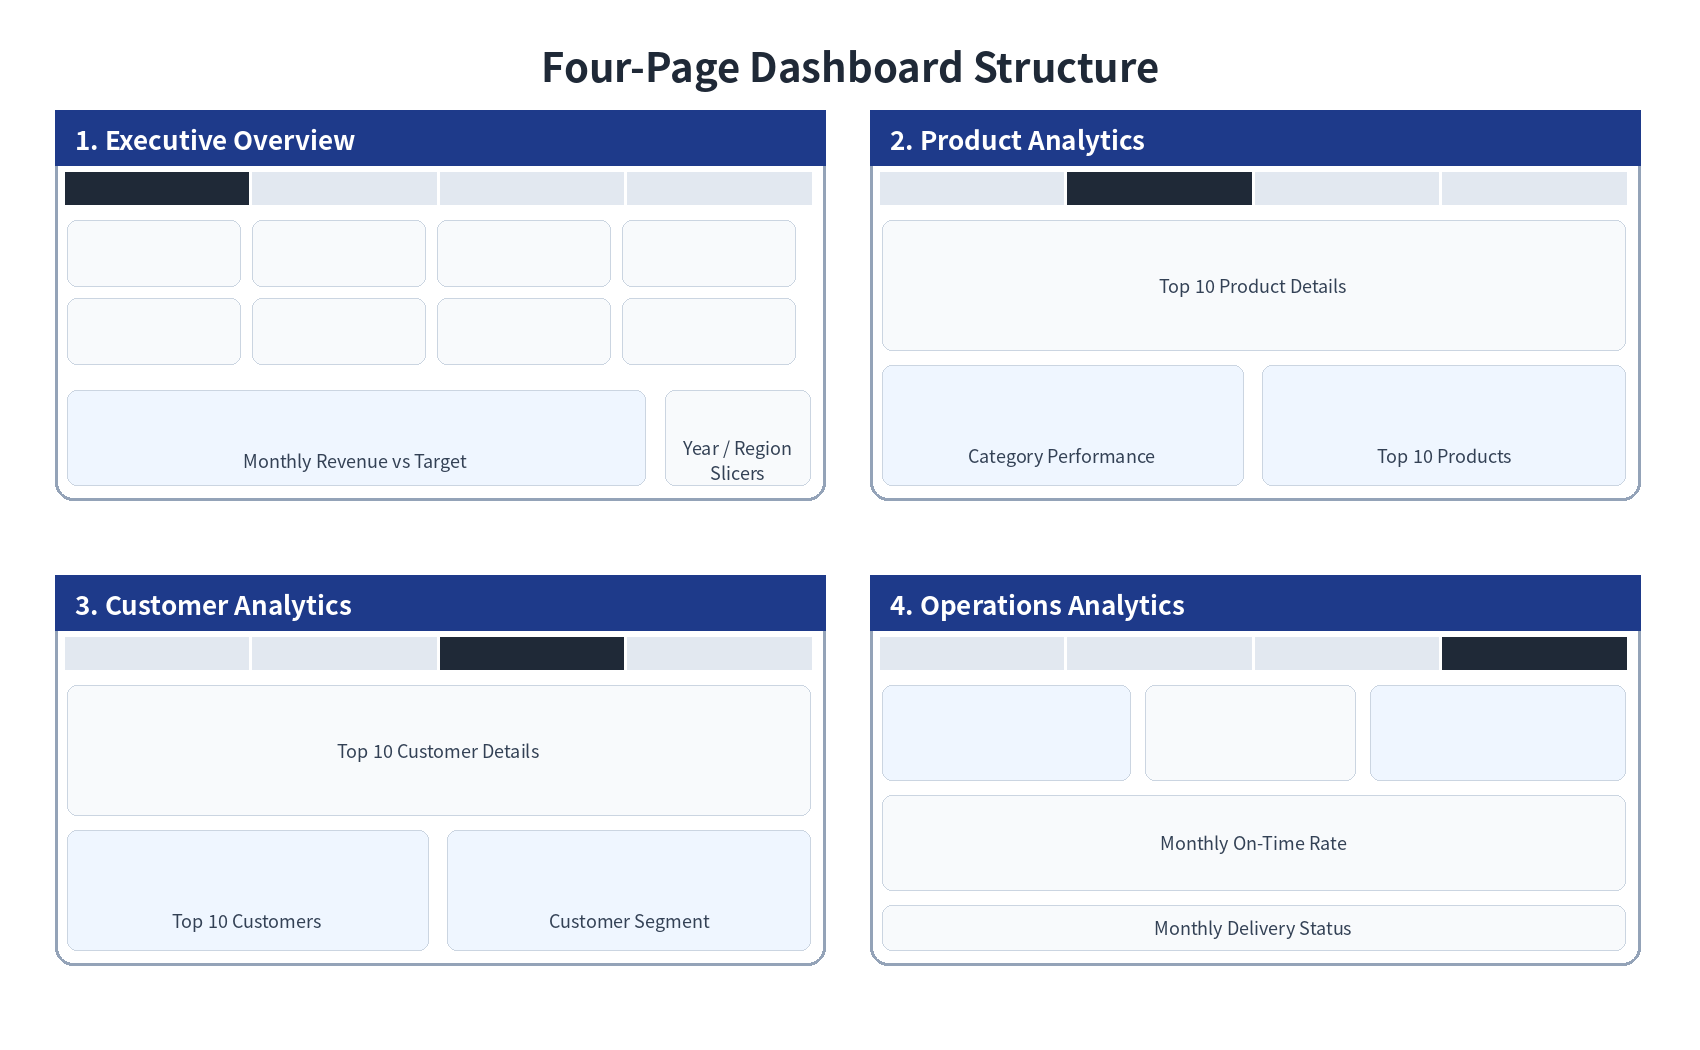 Four-Page Dashboard Structure
1. Executive Overview
Monthly Revenue vs Target
Year / Region
Slicers
2. Product Analytics
Top 10 Product Details
Category Performance
Top 10 Products
3. Customer Analytics
Top 10 Customer Details
Top 10 Customers
Customer Segment
4. Operations Analytics
Monthly On-Time Rate
Monthly Delivery Status